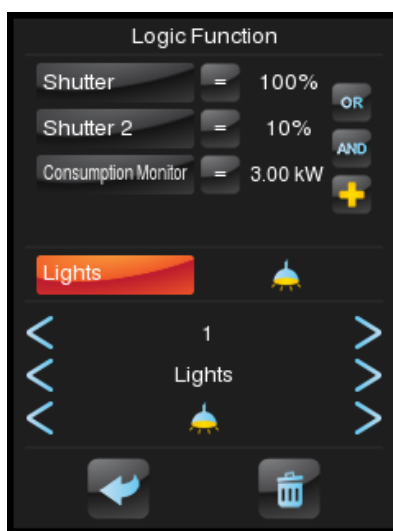 Logic Function
Shutter = 100%
OR
Shutter 2 = 10%
AND
Consumption Monitor = 3.00 kW
Lights
1
Lights